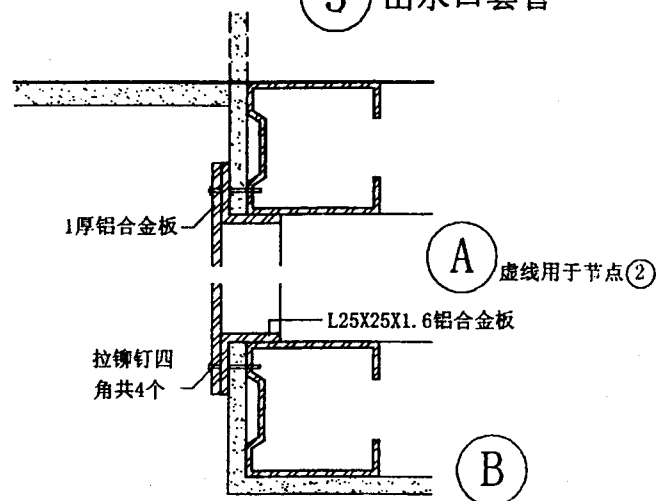 3 出水口套管
1厚铝合金板
A 虚线用于节点②
L25X25X1.6铝合金板
拉铆钉四
角共4个
B